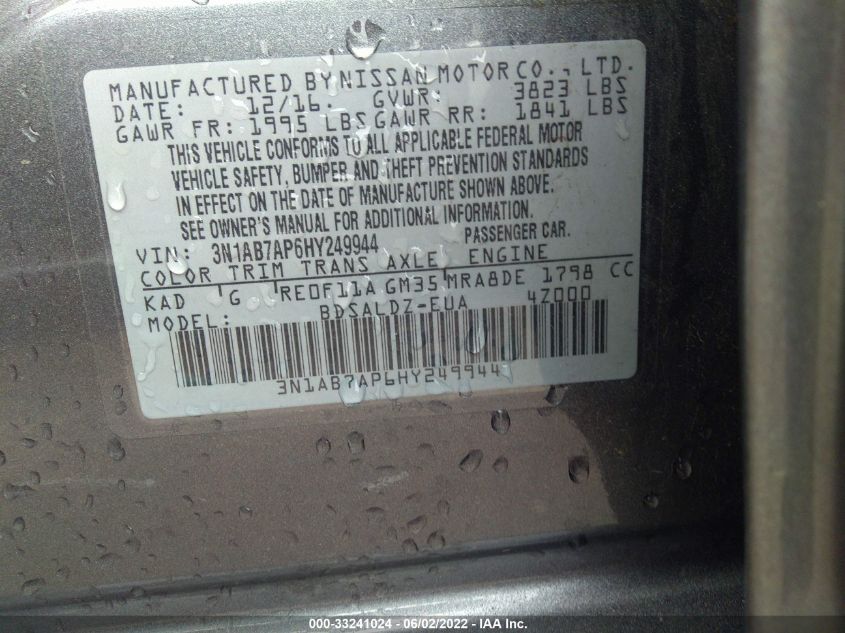 MANUFACTURED BY NISSAN MOTOR CO., LTD.
DATE: 12/16. GVWR: 3823 LBS
GAWR FR: 1995 LBS GAWR RR: 1841 LBS
THIS VEHICLE CONFORMS TO ALL APPLICABLE FEDERAL MOTOR
VEHICLE SAFETY, BUMPER AND THEFT PREVENTION STANDARDS
IN EFFECT ON THE DATE OF MANUFACTURE SHOWN ABOVE.
SEE OWNER'S MANUAL FOR ADDITIONAL INFORMATION.
VIN: 3N1AB7AP6HY249944 PASSENGER CAR.
COLOR TRIM TRANS AXLE ENGINE
KAD G RE0F11A GM35 MRA8DE 1798 CC
MODEL: BDSALDZ-EUA 4Z000
3N1AB7AP6HY249944
000-33241024 - 06/02/2022 - IAA Inc.